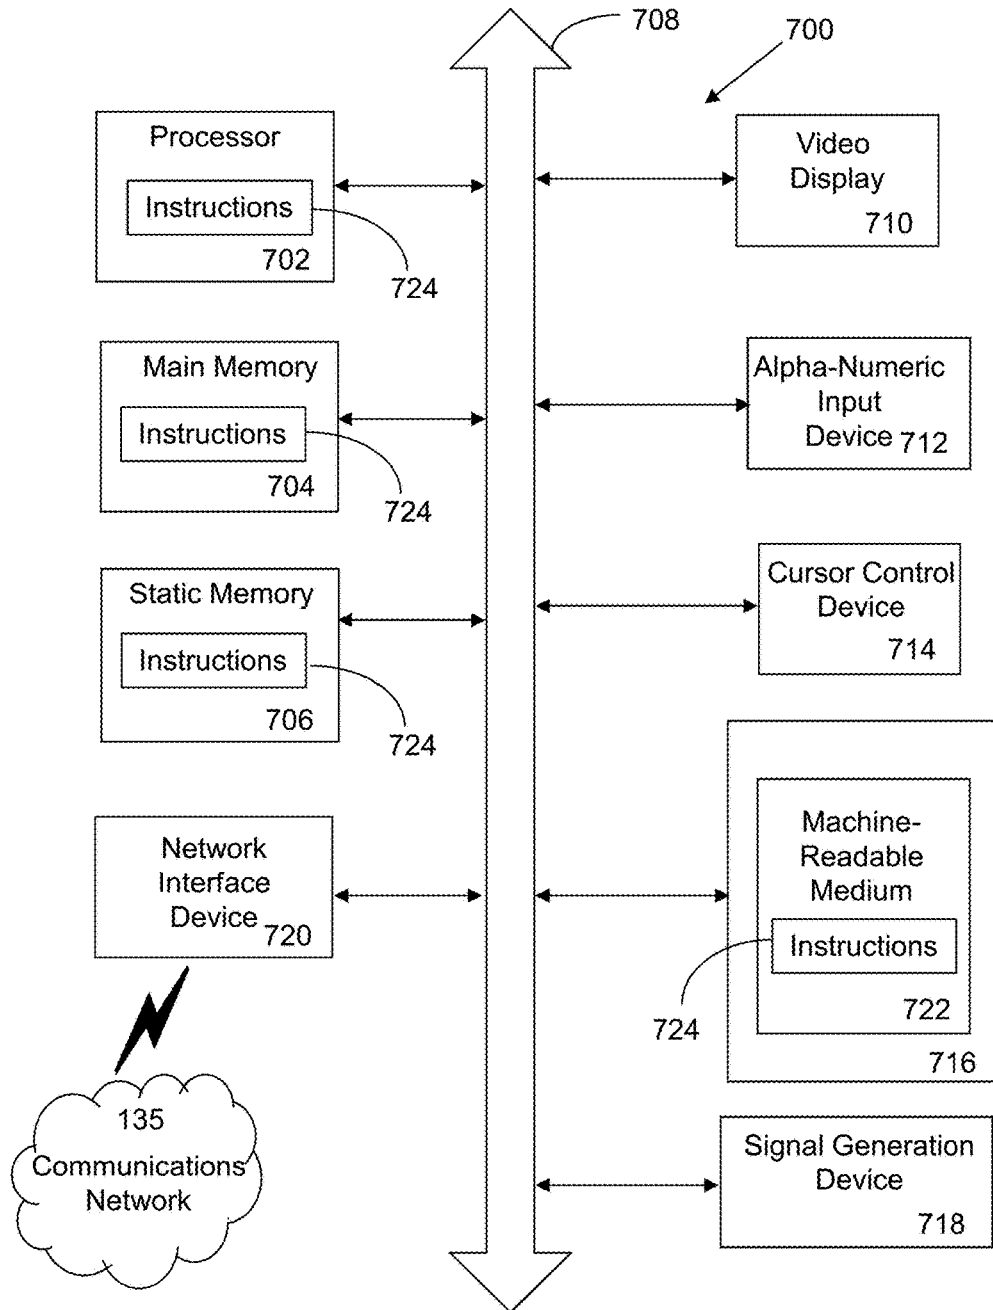 708
700
Processor
Instructions
702
724
Video
Display
710
Main Memory
Instructions
704
724
Alpha-Numeric
Input
Device
712
Static Memory
Instructions
706
724
Cursor Control
Device
714
Network
Interface
Device
720
Machine-
Readable
Medium
Instructions
722
724
716
135
Communications
Network
Signal Generation
Device
718